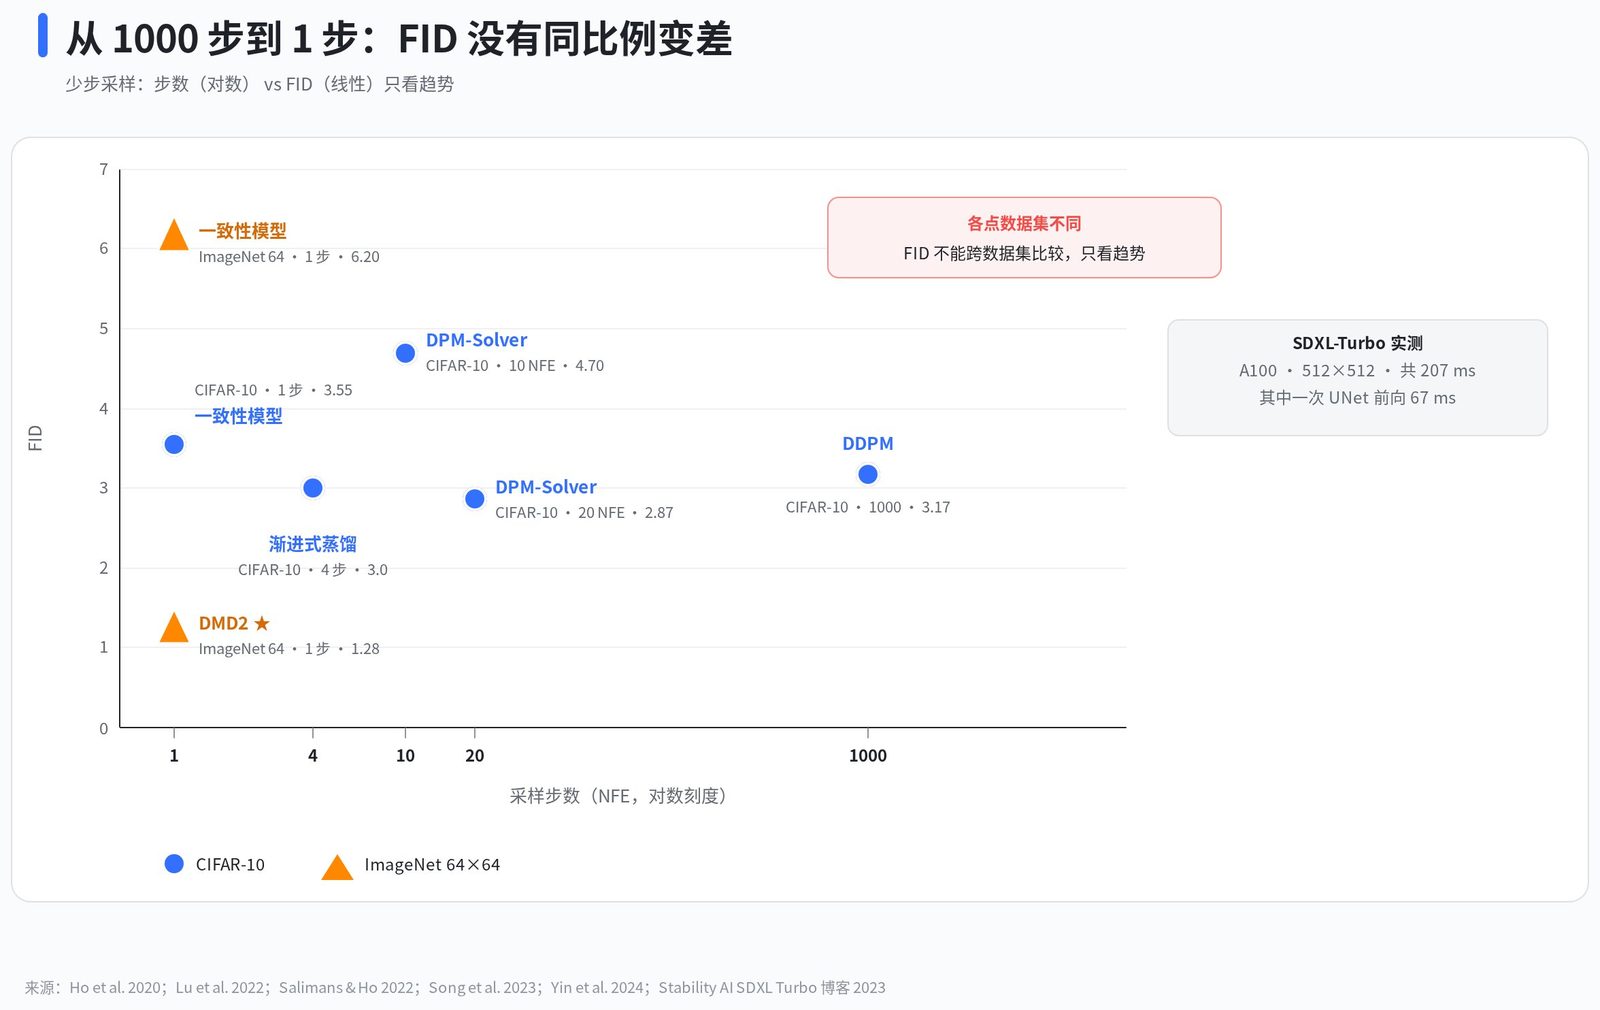 从 1000 步到 1 步：FID 没有同比例变差
少步采样：步数（对数） vs FID（线性）只看趋势
7
6
5
4
3
2
1
0
FID
一致性模型
ImageNet 64 • 1 步 • 6.20
各点数据集不同
FID 不能跨数据集比较，只看趋势
DPM-Solver
CIFAR-10 • 10 NFE • 4.70
SDXL-Turbo 实测
A100 • 512×512 • 共 207 ms
其中一次 UNet 前向 67 ms
CIFAR-10 • 1 步 • 3.55
一致性模型
DDPM
CIFAR-10 • 1000 • 3.17
DPM-Solver
CIFAR-10 • 20 NFE • 2.87
渐进式蒸馏
CIFAR-10 • 4 步 • 3.0
DMD2 ★
ImageNet 64 • 1 步 • 1.28
1
4
10
20
1000
采样步数（NFE，对数刻度）
CIFAR-10
ImageNet 64×64
来源：Ho et al. 2020；Lu et al. 2022；Salimans & Ho 2022；Song et al. 2023；Yin et al. 2024；Stability AI SDXL Turbo 博客 2023